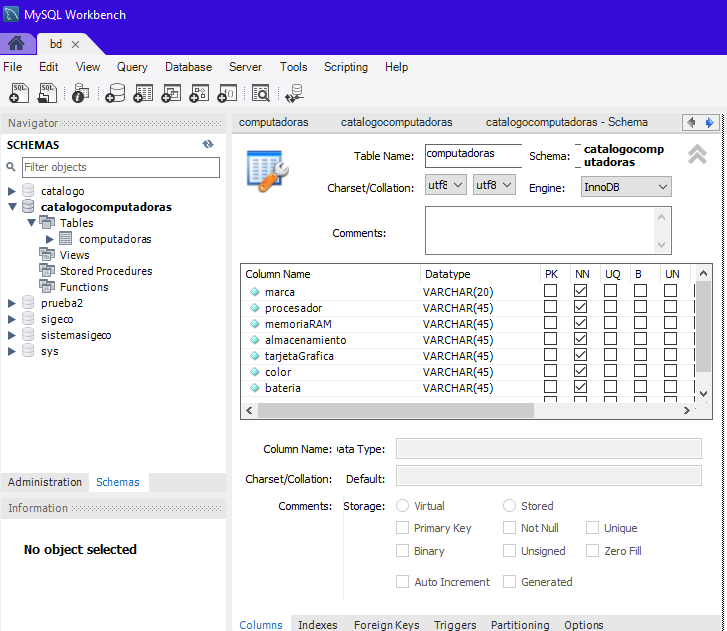 MySQL Workbench
bd
File Edit View Query Database Server Tools Scripting Help
Navigator
SCHEMAS
Filter objects
catalogo
catalogocomputadoras
Tables
computadoras
Views
Stored Procedures
Functions
prueba2
sigeco
sistemasigeco
sys
Administration Schemas
Information
No object selected
computadoras catalogocomputadoras catalogocomputadoras - Schema
Table Name: computadoras Schema: catalogocomp
utadoras
Charset/Collation: utf8 utf8 Engine: InnoDB
Comments:
Column Name Datatype PK NN UQ B UN
marca VARCHAR(20)
procesador VARCHAR(45)
memoriaRAM VARCHAR(45)
almacenamiento VARCHAR(45)
tarjetaGrafica VARCHAR(45)
color VARCHAR(45)
bateria VARCHAR(45)
Column Name: ata Type:
Charset/Collation: Default:
Comments: Storage: Virtual Stored
Primary Key Not Null Unique
Binary Unsigned Zero Fill
Auto Increment Generated
Columns Indexes Foreign Keys Triggers Partitioning Options